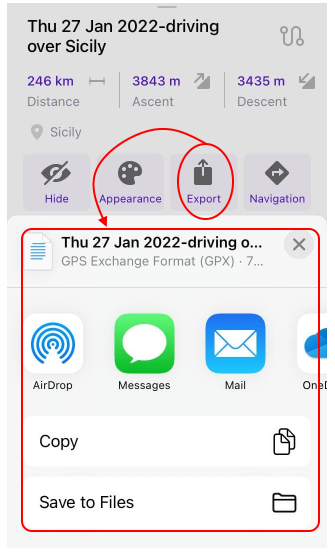 Thu 27 Jan 2022-driving
over Sicily
246 km
3843 m
3435 m
Distance
Ascent
Descent
Sicily
Hide
Appearance
Export
Navigation
Thu 27 Jan 2022-driving o...
GPS Exchange Format (GPX) · 7...
AirDrop
Messages
Mail
OneD
Copy
Save to Files